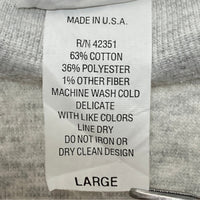 MADE IN U.S.A.
R/N 42351
63% COTTON
36% POLYESTER
1% OTHER FIBER
MACHINE WASH COLD
DELICATE
WITH LIKE COLORS
LINE DRY
DO NOT IRON OR
DRY CLEAN DESIGN
LARGE